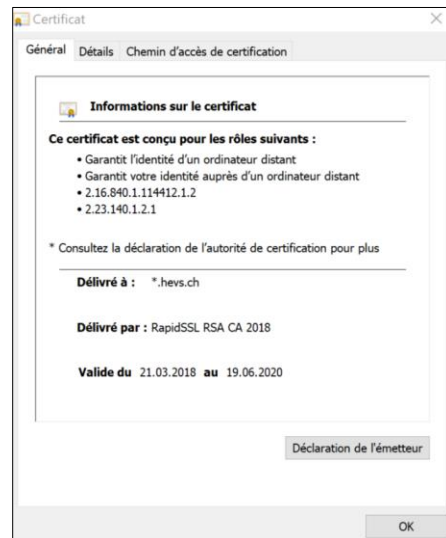 Certificat
Général Détails Chemin d'accès de certification
Informations sur le certificat
Ce certificat est conçu pour les rôles suivants :
• Garantit l'identité d'un ordinateur distant
• Garantit votre identité auprès d'un ordinateur distant
• 2.16.840.1.114412.1.2
• 2.23.140.1.2.1
* Consultez la déclaration de l'autorité de certification pour plus
Délivré à : *.hevs.ch
Délivré par : RapidSSL RSA CA 2018
Valide du 21.03.2018 au 19.06.2020
Déclaration de l'émetteur
OK